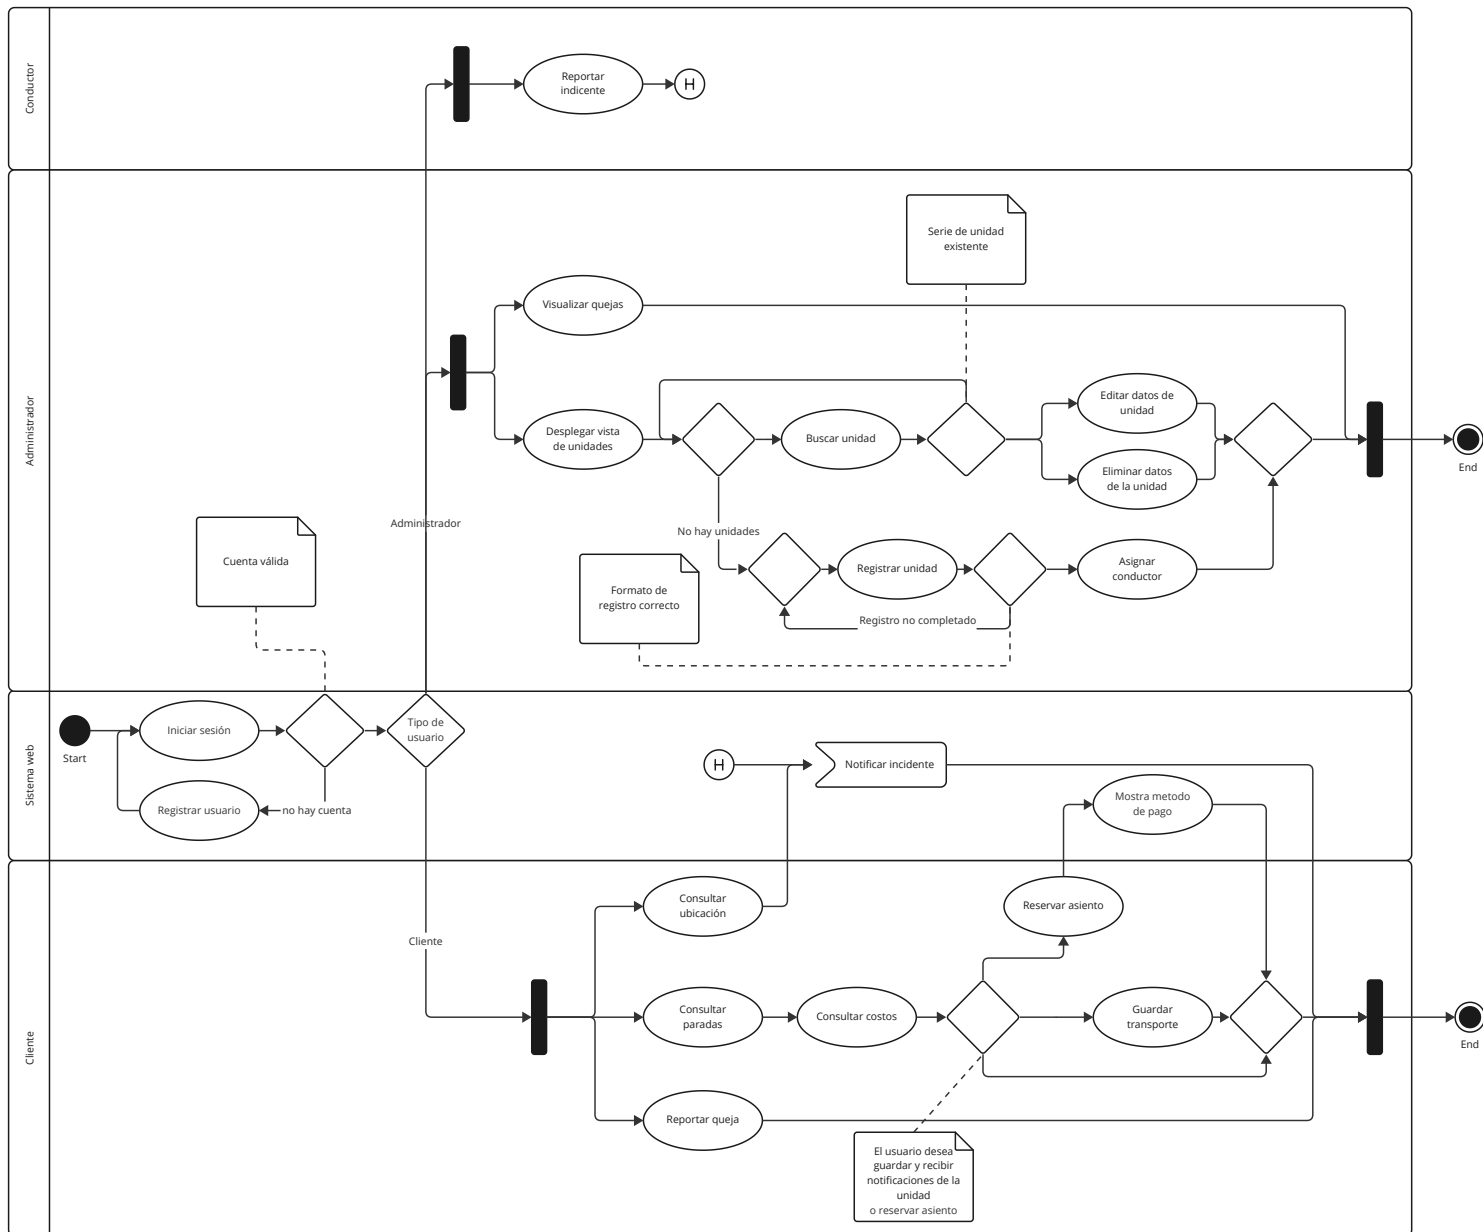 Conductor
Reportar
indicente
H
Administrador
Serie de unidad
existente
Visualizar quejas
Desplegar vista
de unidades
Buscar unidad
Editar datos de
unidad
Eliminar datos
de la unidad
End
Administrador
No hay unidades
Cuenta válida
Formato de
registro correcto
Registrar unidad
Asignar
conductor
Registro no completado
Sistema web
Start
Iniciar sesión
Tipo de
usuario
Registrar usuario
no hay cuenta
H
Notificar incidente
Mostra metodo
de pago
Cliente
Cliente
Consultar
ubicación
Reservar asiento
Consultar
paradas
Consultar costos
Guardar
transporte
End
Reportar queja
El usuario desea
guardar y recibir
notificaciones de la
unidad
o reservar asiento